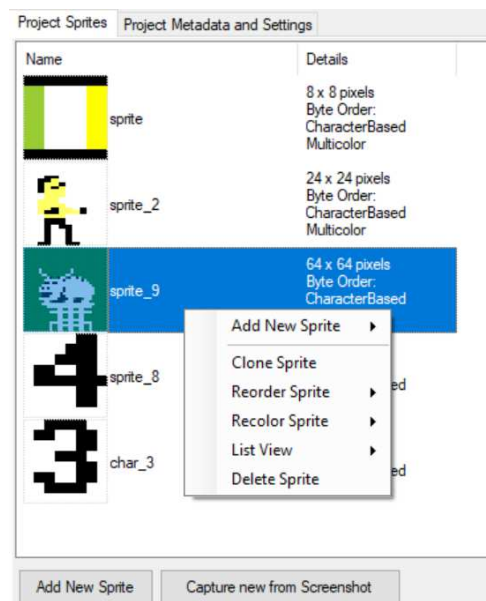 Project Sprites Project Metadata and Settings
Name Details
sprite
8 x 8 pixels
Byte Order:
CharacterBased
Multicolor
sprite_2
24 x 24 pixels
Byte Order:
CharacterBased
Multicolor
sprite_9
64 x 64 pixels
Byte Order:
CharacterBased
Add New Sprite
Clone Sprite
Reorder Sprite
Recolor Sprite
List View
Delete Sprite
4 sprite_8
ed
3 char_3
ed
Add New Sprite Capture new from Screenshot